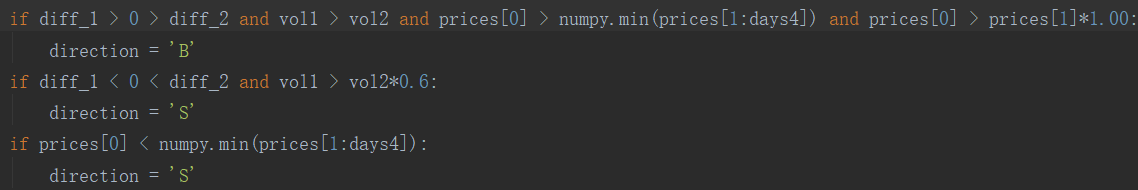 if diff_1 > 0 > diff_2 and vol1 > vol2 and prices[0] > numpy.min(prices[1:days4]) and prices[0] > prices[1]*1.00:
    direction = 'B'
if diff_1 < 0 < diff_2 and vol1 > vol2*0.6:
    direction = 'S'
if prices[0] < numpy.min(prices[1:days4]):
    direction = 'S'